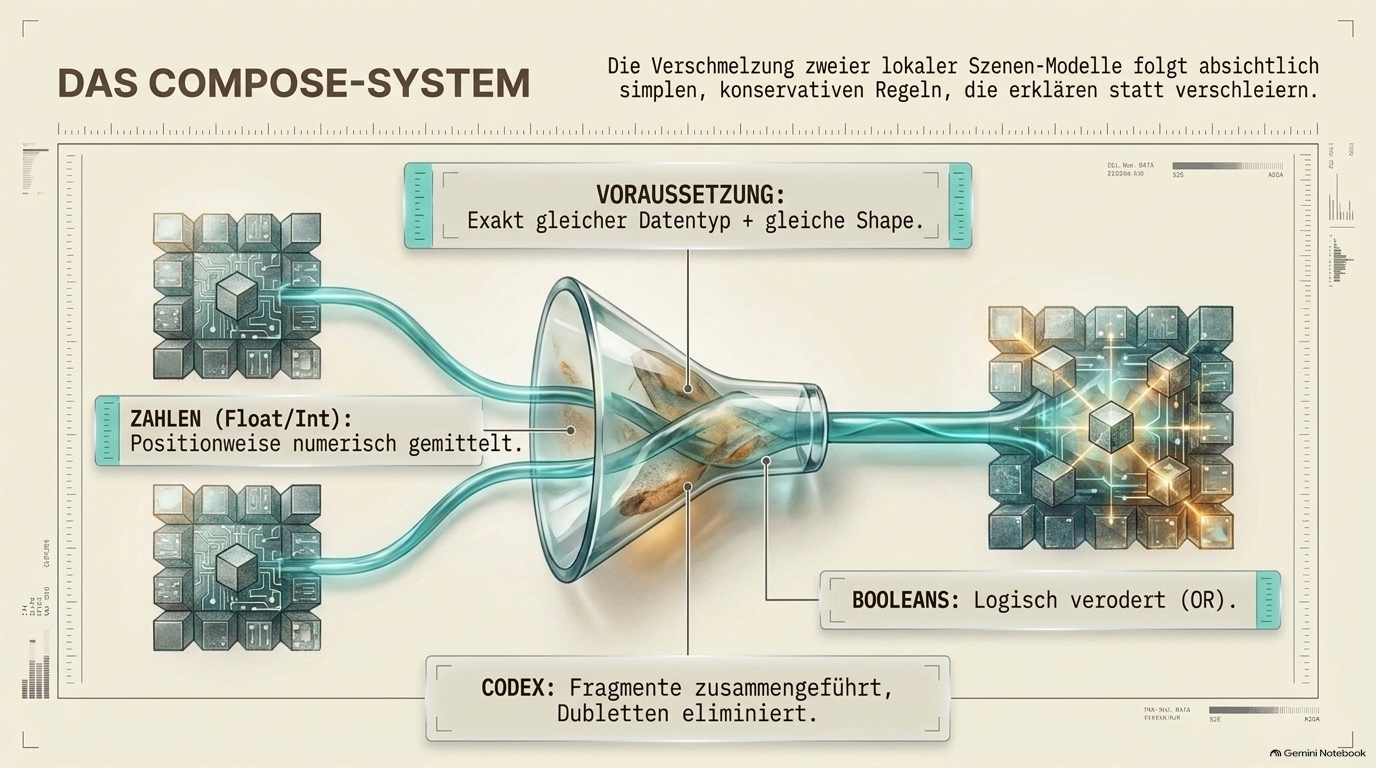 DAS COMPOSE-SYSTEM
Die Verschmelzung zweier lokaler Szenen-Modelle folgt absichtlich
simplen, konservativen Regeln, die erklären statt verschleiern.
VORAUSSETZUNG:
Exakt gleicher Datentyp + gleiche Shape.
ZAHLEN (Float/Int):
Positionweise numerisch gemittelt.
BOOLEANS: Logisch verodert (OR).
CODEX: Fragmente zusammengeführt,
Dubletten eliminiert.
Gemini Notebook